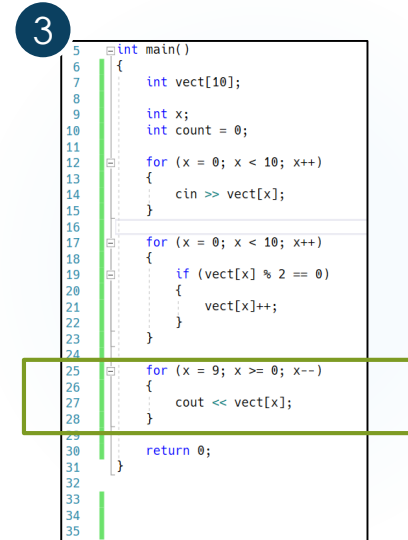 3
5 int main()
6 {
7 int vect[10];
8
9 int x;
10 int count = 0;
11
12 for (x = 0; x < 10; x++)
13 {
14 cin >> vect[x];
15 }
16
17 for (x = 0; x < 10; x++)
18 {
19 if (vect[x] % 2 == 0)
20 {
21 vect[x]++;
22 }
23 }
24
25 for (x = 9; x >= 0; x--)
26 {
27 cout << vect[x];
28 }
29
30 return 0;
31 }
32
33
34
35